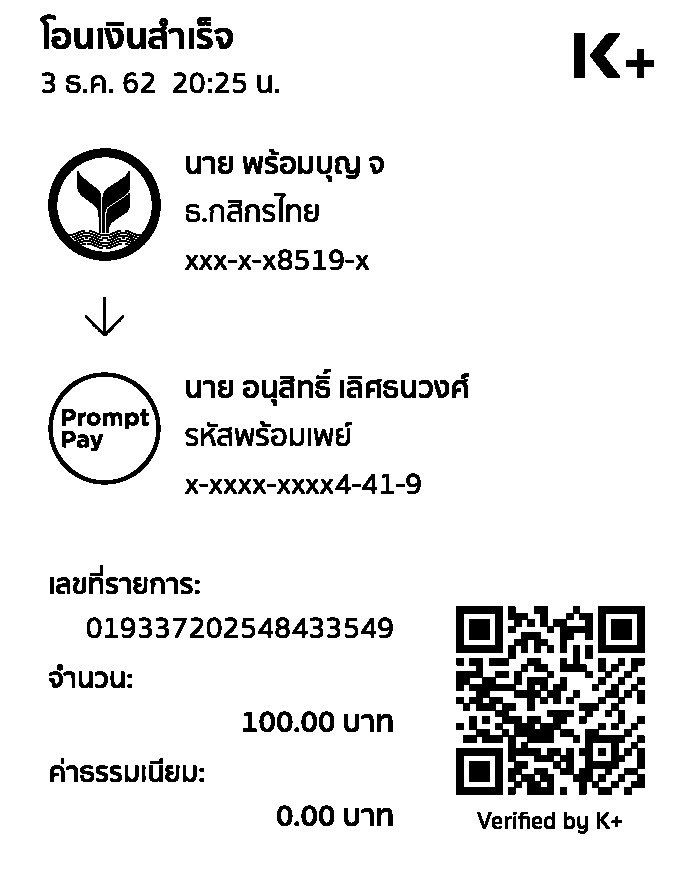 โอนเงินสำเร็จ
3 ธ.ค. 62 20:25 น.
K+
นาย พร้อมบุญ จ
ธ.กสิกรไทย
xxx-x-x8519-x
นาย อนุสิทธิ์ เลิศธนวงศ์
Prompt
Pay
รหัสพร้อมเพย์
x-xxxx-xxxx4-41-9
เลขที่รายการ:
019337202548433549
จำนวน:
100.00 บาท
ค่าธรรมเนียม:
0.00 บาท
Verified by K+